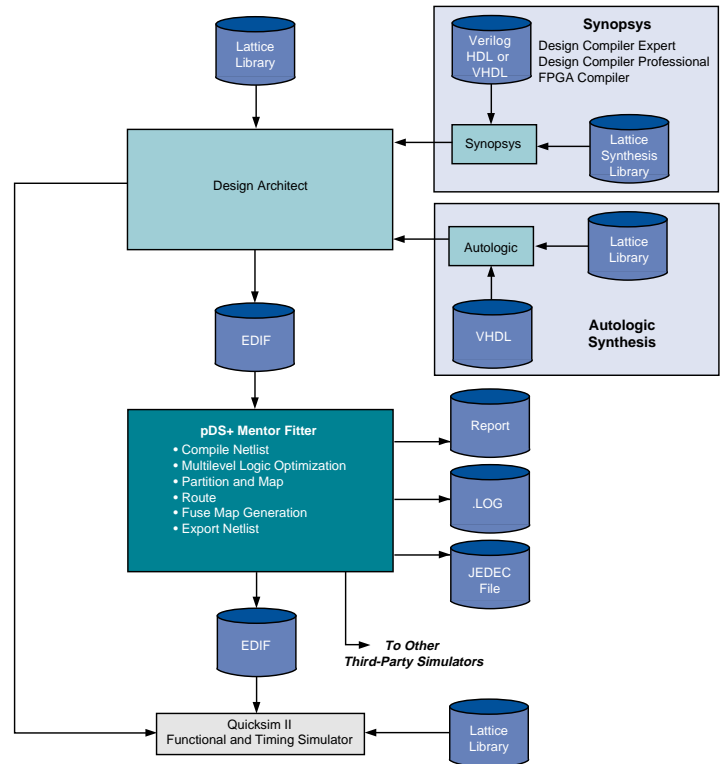 Lattice
Library
Verilog
HDL or
VHDL
Synopsys
Design Compiler Expert
Design Compiler Professional
FPGA Compiler
Synopsys
Lattice
Synthesis
Library
Design Architect
Autologic
Lattice
Library
VHDL
Autologic
Synthesis
EDIF
pDS+ Mentor Fitter
• Compile Netlist
• Multilevel Logic Optimization
• Partition and Map
• Route
• Fuse Map Generation
• Export Netlist
Report
.LOG
JEDEC
File
EDIF
To Other
Third-Party Simulators
Quicksim II
Functional and Timing Simulator
Lattice
Library